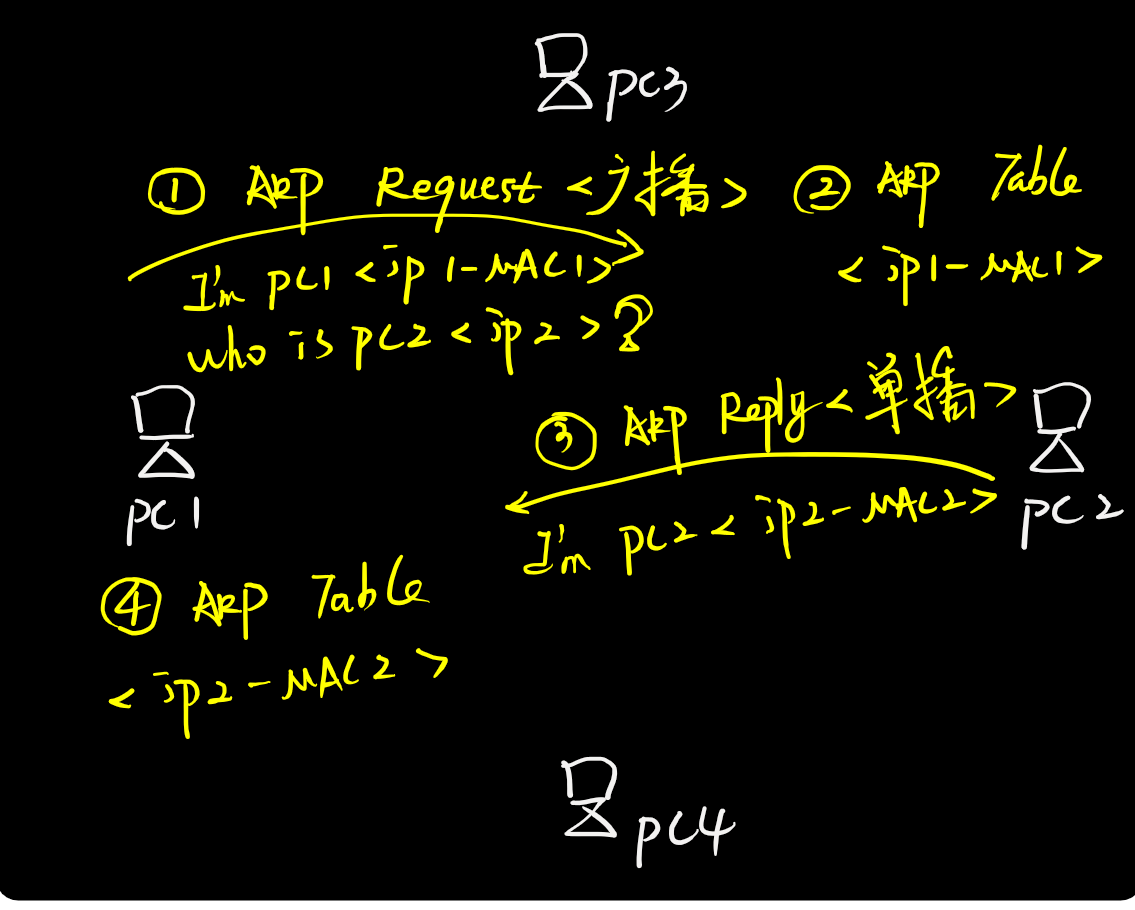 PC3
① ARP Request <广播>
I'm PC1 <ip1-MAC1>
who is PC2 <ip2>?
② ARP Table
<ip1-MAC1>
PC1
③ ARP Reply <单播>
I'm PC2 <ip2-MAC2>
PC2
④ ARP Table
<ip2-MAC2>
PC4